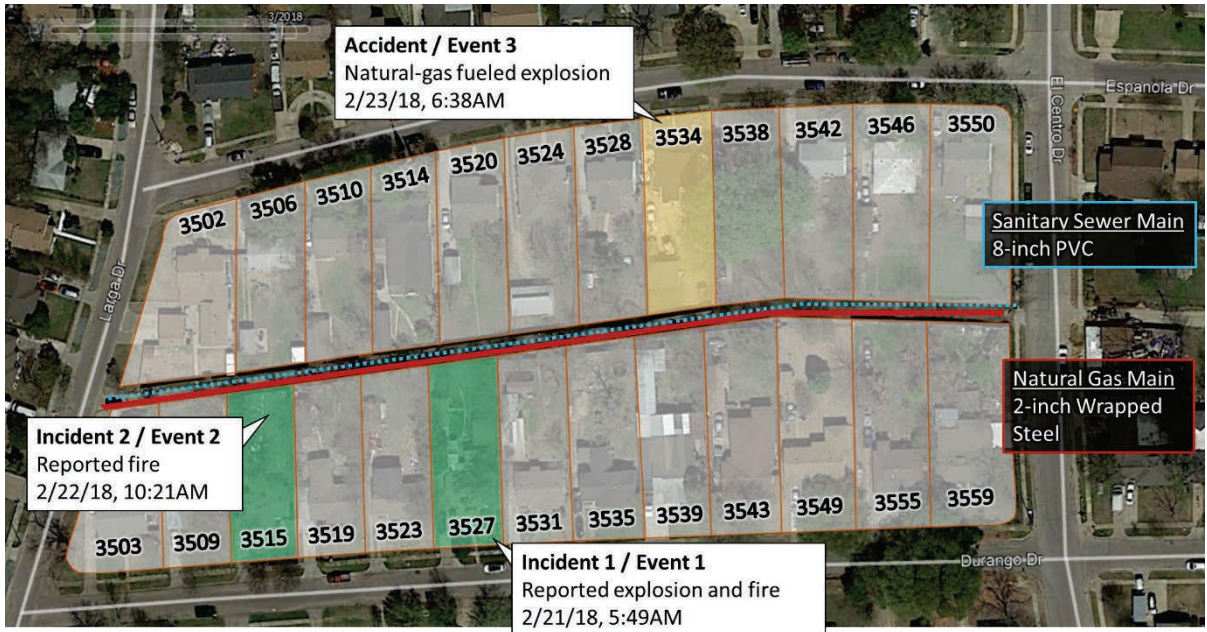 3/2018
Accident / Event 3
Natural-gas fueled explosion
2/23/18, 6:38AM
Espanola Dr
El Centro Dr
3502
3506
3510
3514
3520
3524
3528
3534
3538
3542
3546
3550
Sanitary Sewer Main
8-inch PVC
Larga Dr
Natural Gas Main
2-inch Wrapped
Steel
Incident 2 / Event 2
Reported fire
2/22/18, 10:21AM
3503
3509
3515
3519
3523
3527
3531
3535
3539
3543
3549
3555
3559
Durango Dr
Incident 1 / Event 1
Reported explosion and fire
2/21/18, 5:49AM